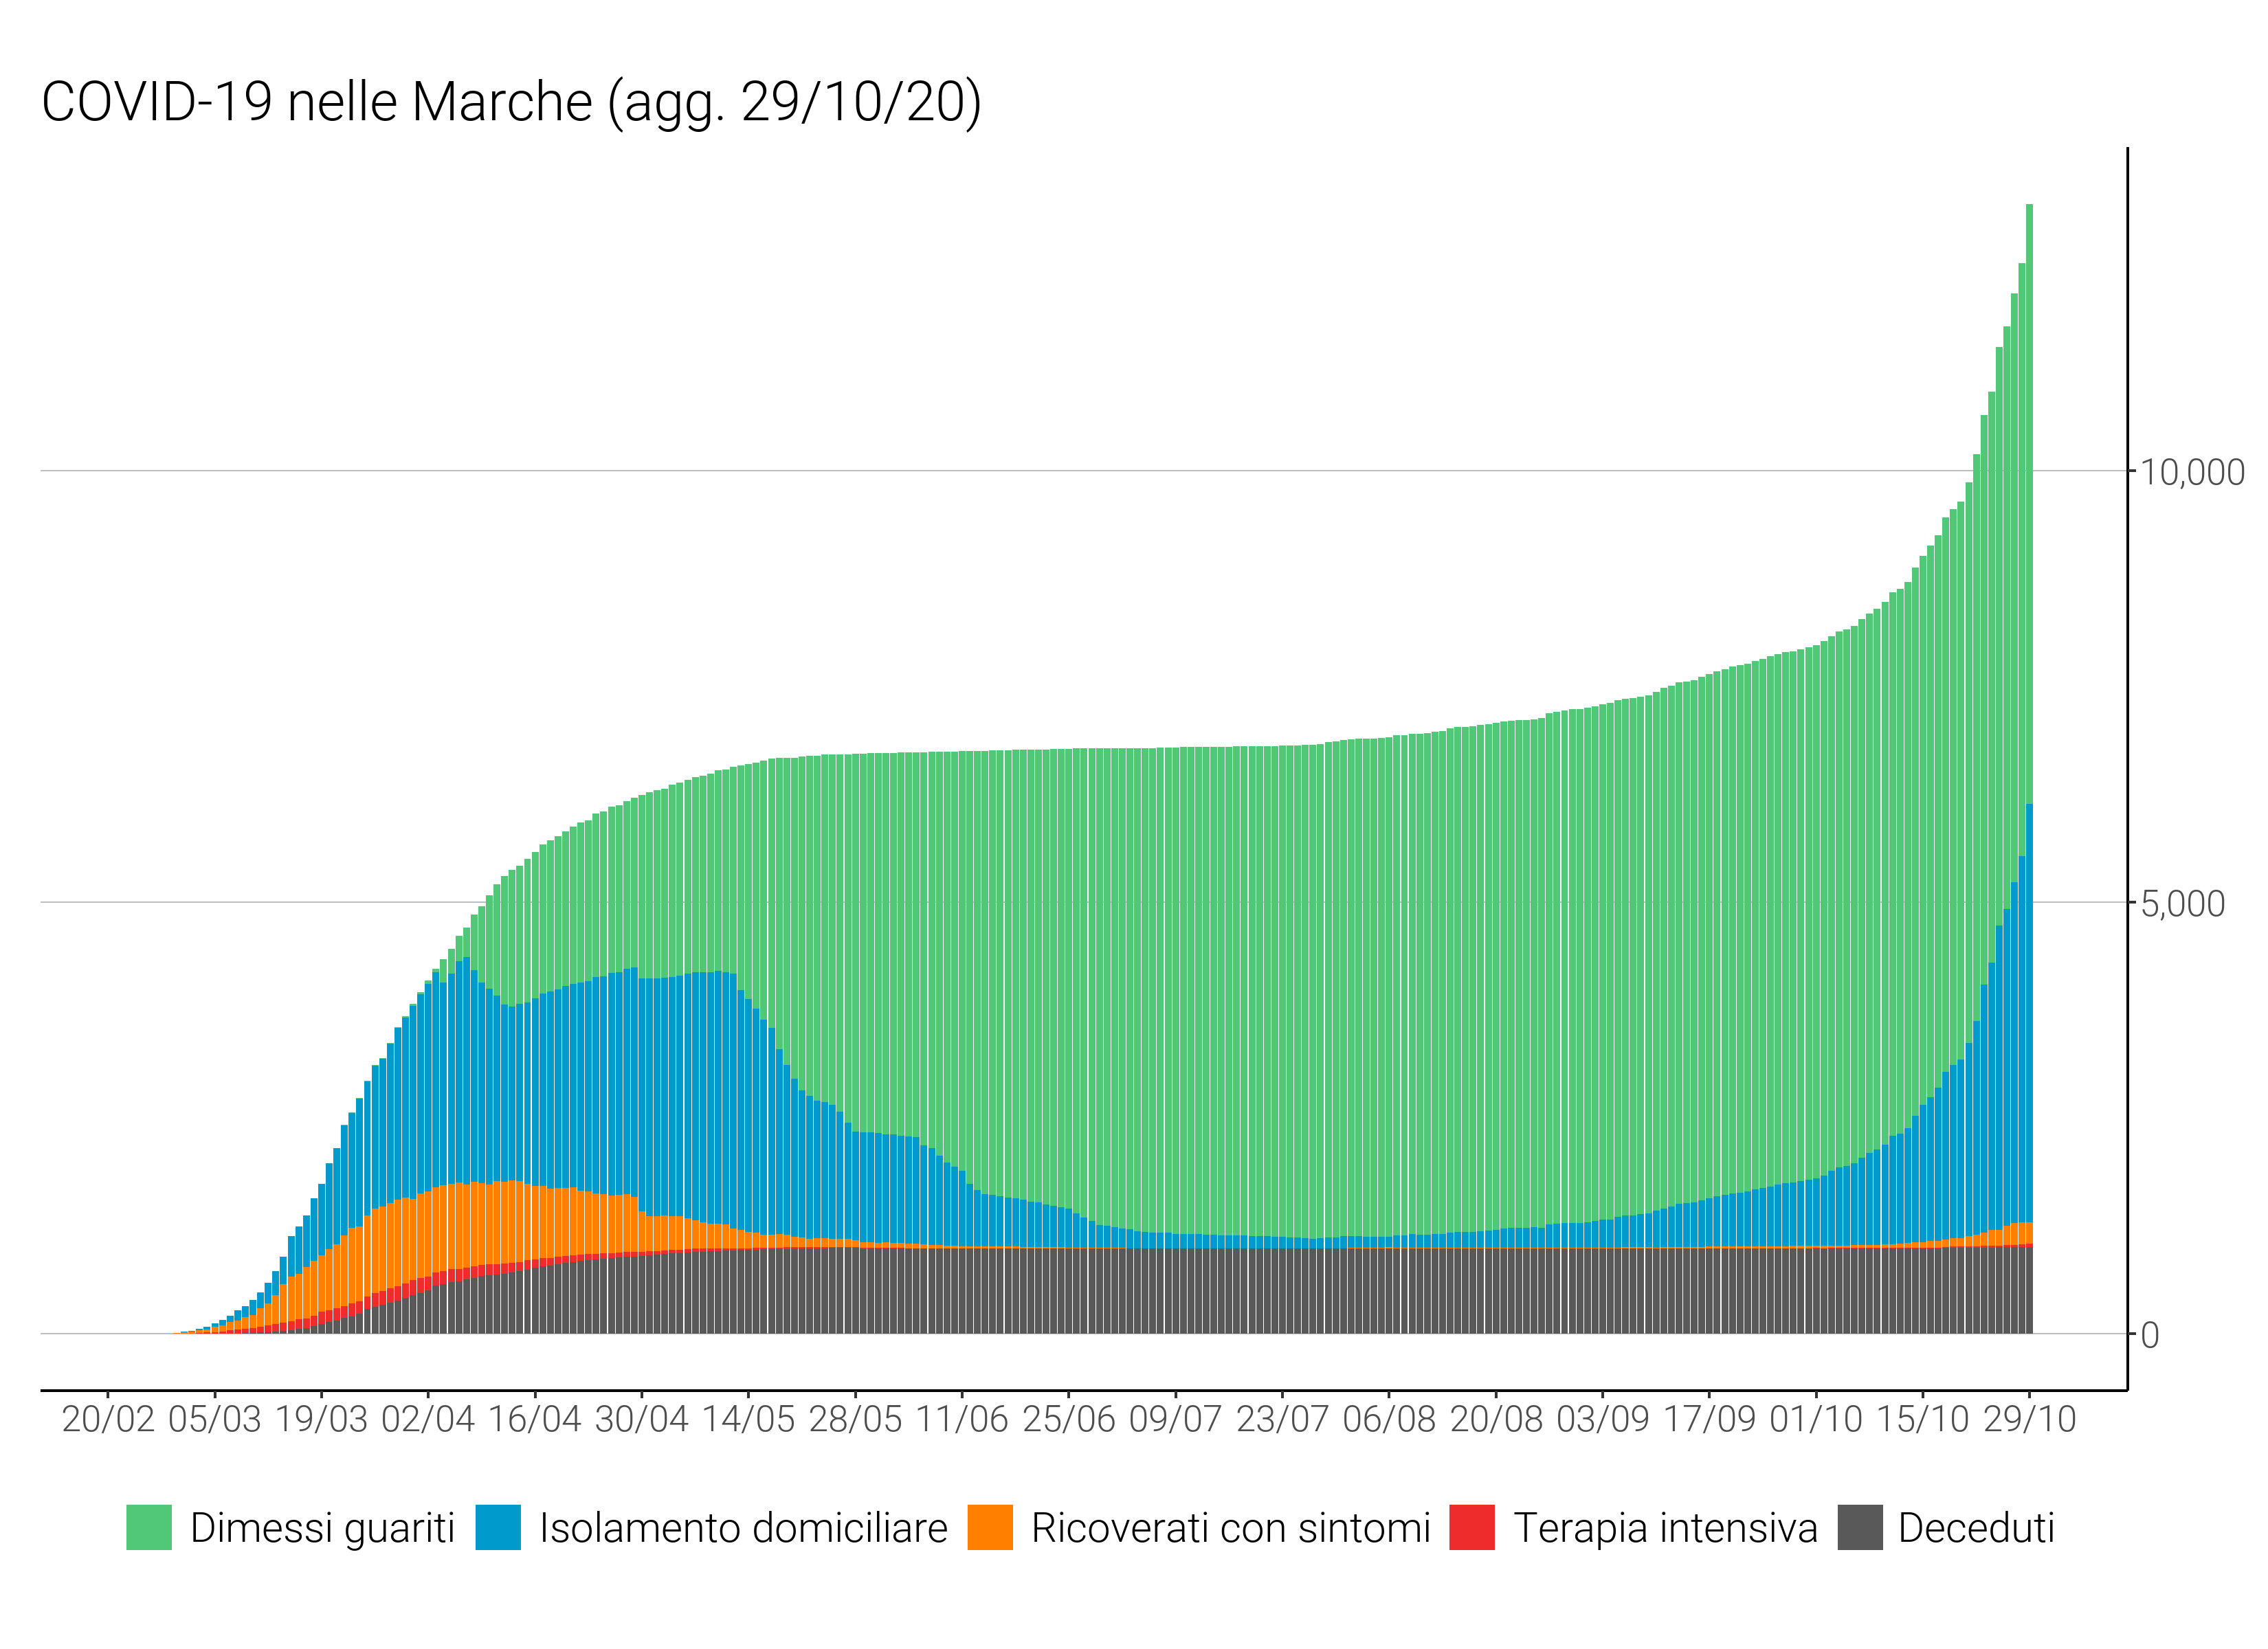 COVID-19 nelle Marche (agg. 29/10/20)
10,000
5,000
0
20/02 05/03 19/03 02/04 16/04 30/04 14/05 28/05 11/06 25/06 09/07 23/07 06/08 20/08 03/09 17/09 01/10 15/10 29/10
Dimessi guariti Isolamento domiciliare Ricoverati con sintomi Terapia intensiva Deceduti